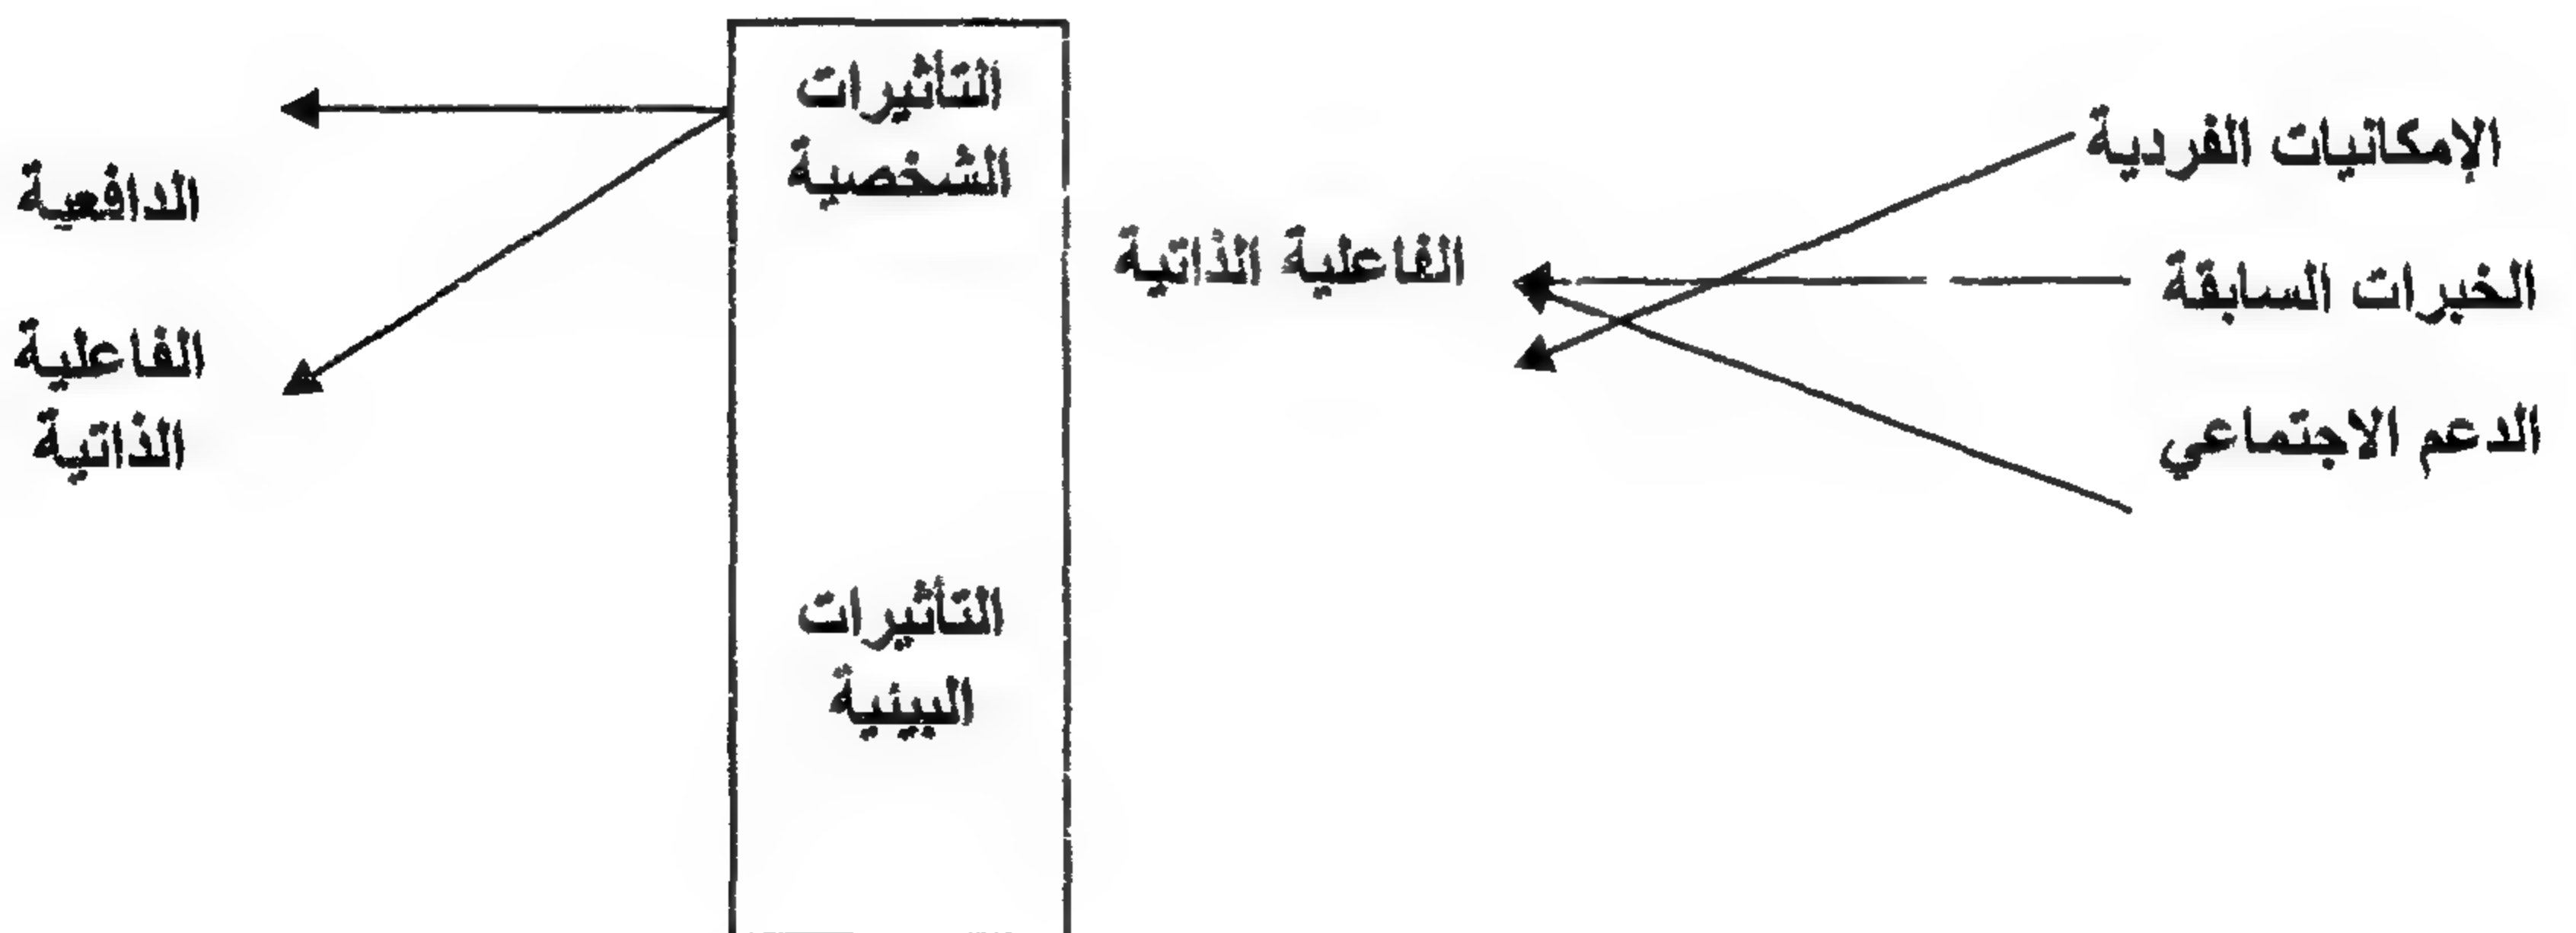 الإمكانيات الفردية
الخبرات السابقة
الدعم الاجتماعي
الفاعلية الذاتية
التأثيرات
الشخصية
التأثيرات
البيئية
الدافعية
الفاعلية
الذاتية